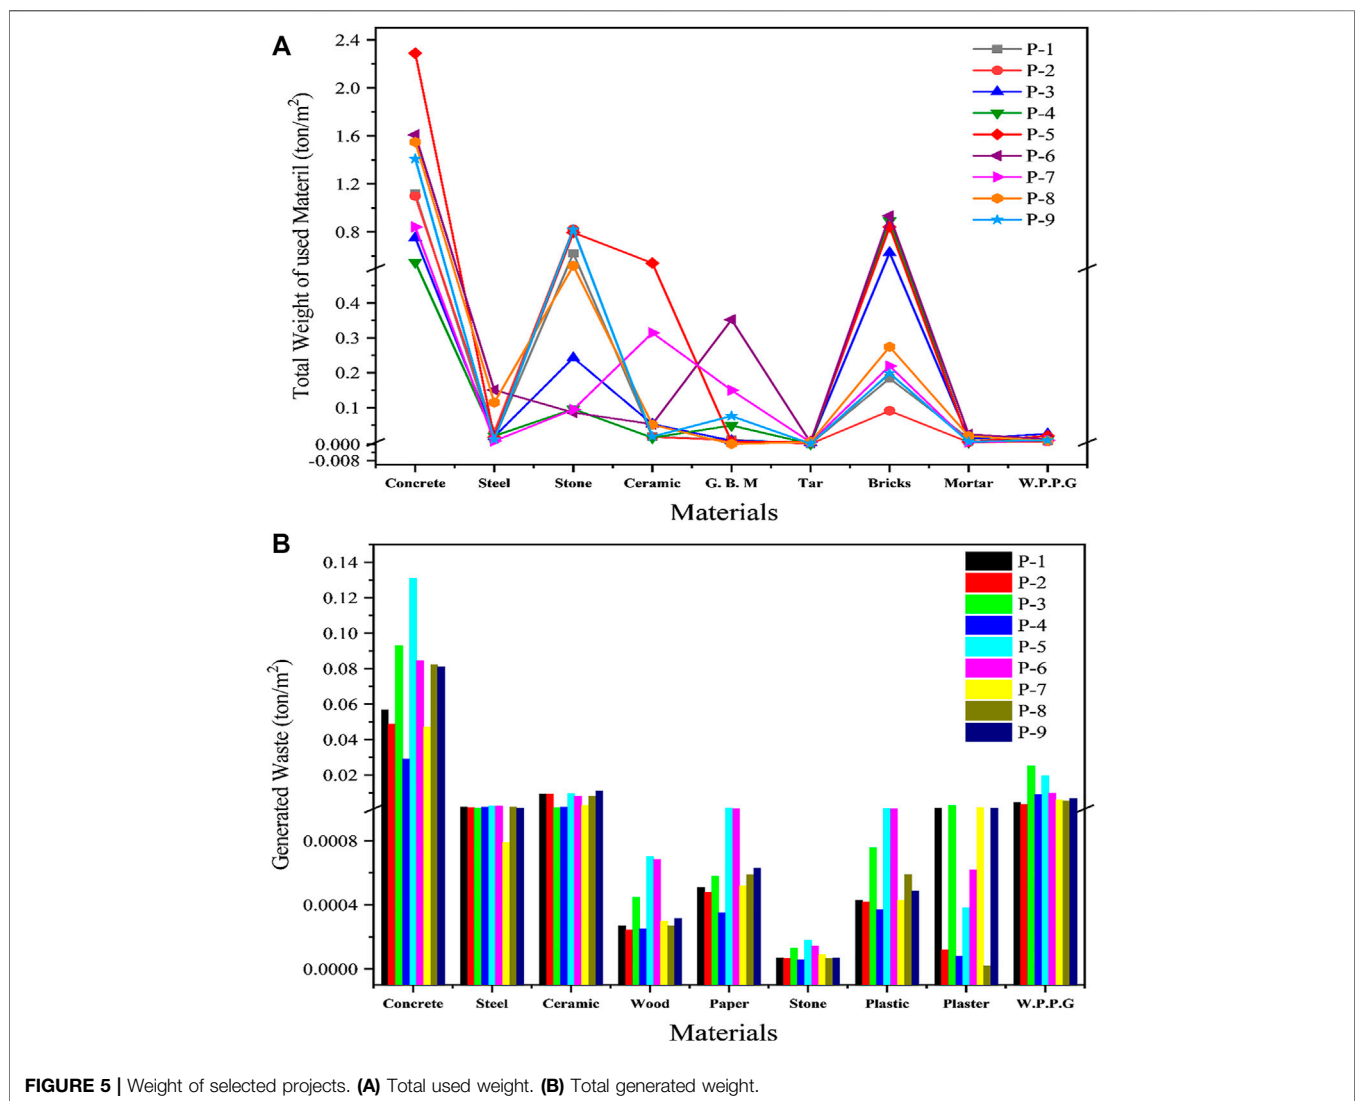 A
Total Weight of used Materil (ton/m²)
2.4
2.0
1.6
1.2
0.8
0.4
0.3
0.2
0.1
0.000
-0.008
P-1
P-2
P-3
P-4
P-5
P-6
P-7
P-8
P-9
Concrete Steel Stone Ceramic G. B. M Tar Bricks Mortar W.P.P.G
Materials
B
Generated Waste (ton/m²)
0.14
0.12
0.10
0.08
0.06
0.04
0.02
0.0008
0.0004
0.0000
P-1
P-2
P-3
P-4
P-5
P-6
P-7
P-8
P-9
Concrete Steel Ceramic Wood Paper Stone Plastic Plaster W.P.P.G
Materials
FIGURE 5 | Weight of selected projects. (A) Total used weight. (B) Total generated weight.